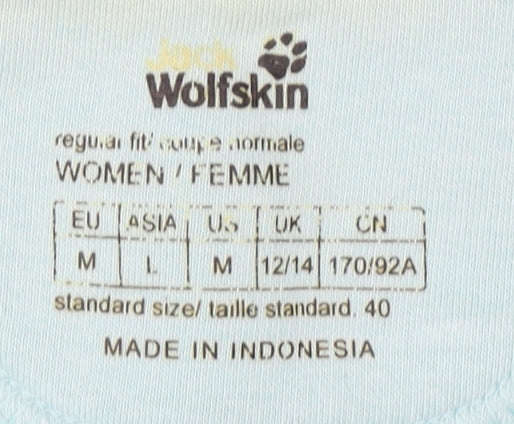 Jack
Wolfskin
regular fit/ coupe normale
WOMEN / FEMME
EU ASIA US UK CN
M L M 12/14 170/92A
standard size/ taille standard. 40
MADE IN INDONESIA